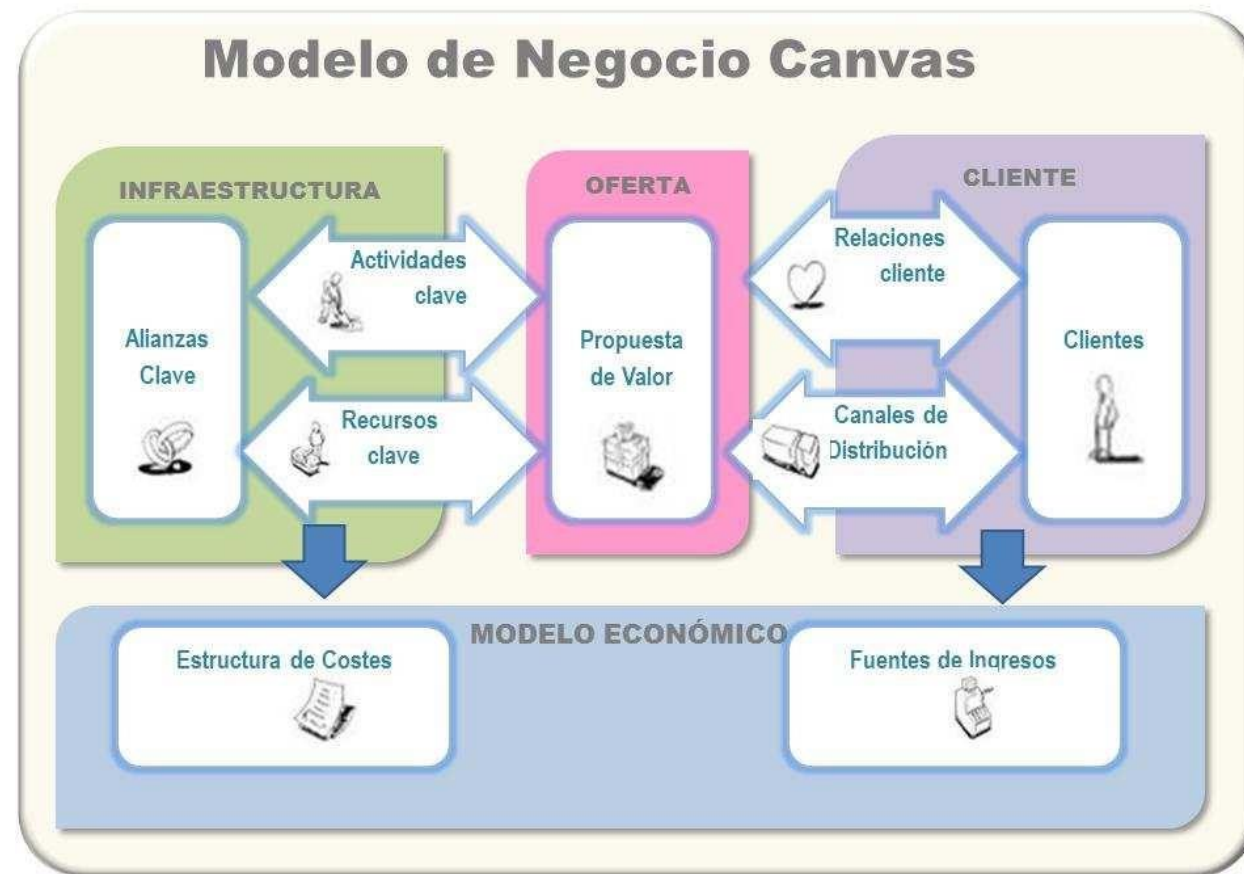 Modelo de Negocio Canvas
INFRAESTRUCTURA
OFERTA
CLIENTE
Alianzas
Clave
Actividades
clave
Recursos
clave
Propuesta
de Valor
Relaciones
cliente
Canales de
Distribución
Clientes
MODELO ECONÓMICO
Estructura de Costes
Fuentes de Ingresos